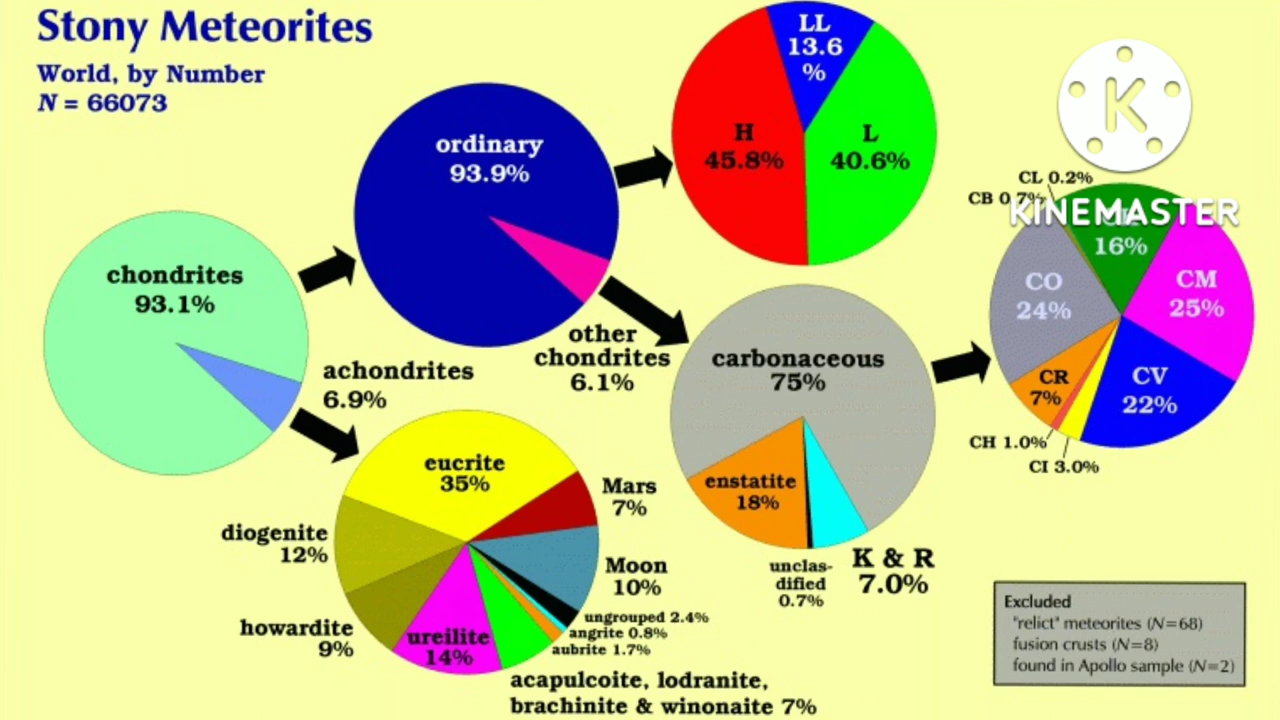 Stony Meteorites
World, by Number
N = 66073
chondrites
93.1%
achondrites
6.9%
ordinary
93.9%
other
chondrites
6.1%
H
45.8%
LL
13.6
%
L
40.6%
carbonaceous
75%
enstatite
18%
unclas-
dified
0.7%
K & R
7.0%
K
KINEMASTER
CL 0.2%
CB 0.7%
16%
CM
25%
CO
24%
CR
7%
CV
22%
CH 1.0%
CI 3.0%
eucrite
35%
Mars
7%
diogenite
12%
Moon
10%
howardite
9%
ureilite
14%
ungrouped 2.4%
angrite 0.8%
aubrite 1.7%
acapulcoite, lodranite,
brachinite & winonaite 7%
Excluded
"relict" meteorites (N=68)
fusion crusts (N=8)
found in Apollo sample (N=2)